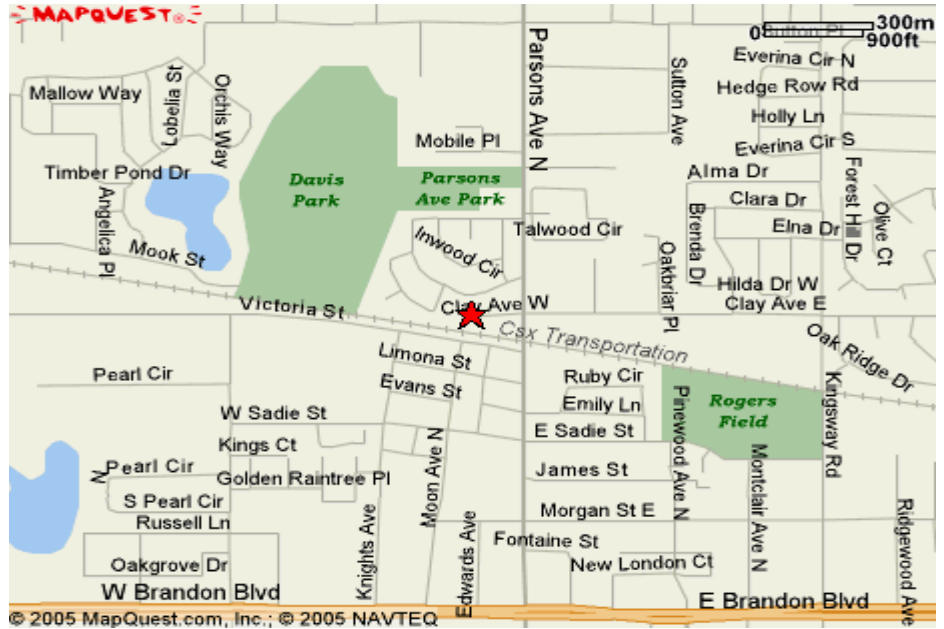 MAPQUEST
0 300m
900ft
Sutton Pl
Parsons Ave N
Everina Cir N
Mallow Way
Lobelia St
Orchis Way
Sutton Ave
Hedge Row Rd
Holly Ln
Mobile Pl
Everina Cir S
Timber Pond Dr
Davis
Park
Parsons
Ave Park
Alma Dr
Forest Hill Dr
Clara Dr
Angelica Pl
Talwood Cir
Brenda Dr
Elna Dr
Olive Ct
Mook St
Inwood Cir
Oakbriar Pl
Hilda Dr W
Victoria St
Clay Ave W
Clay Ave E
Csx Transportation
Oak Ridge Dr
Limona St
Pearl Cir
Evans St
Ruby Cir
Emily Ln
Pinewood Ave N
Rogers
Field
Kingsway Rd
W Sadie St
E Sadie St
Kings Ct
Moon Ave N
Pearl Cir
N
Golden Raintree Pl
James St
Montclair Ave N
S Pearl Cir
Russell Ln
Knights Ave
Edwards Ave
Morgan St E
Ridgewood Ave
Fontaine St
Oakgrove Dr
New London Ct
W Brandon Blvd
E Brandon Blvd
© 2005 MapQuest.com, Inc.; © 2005 NAVTEQ